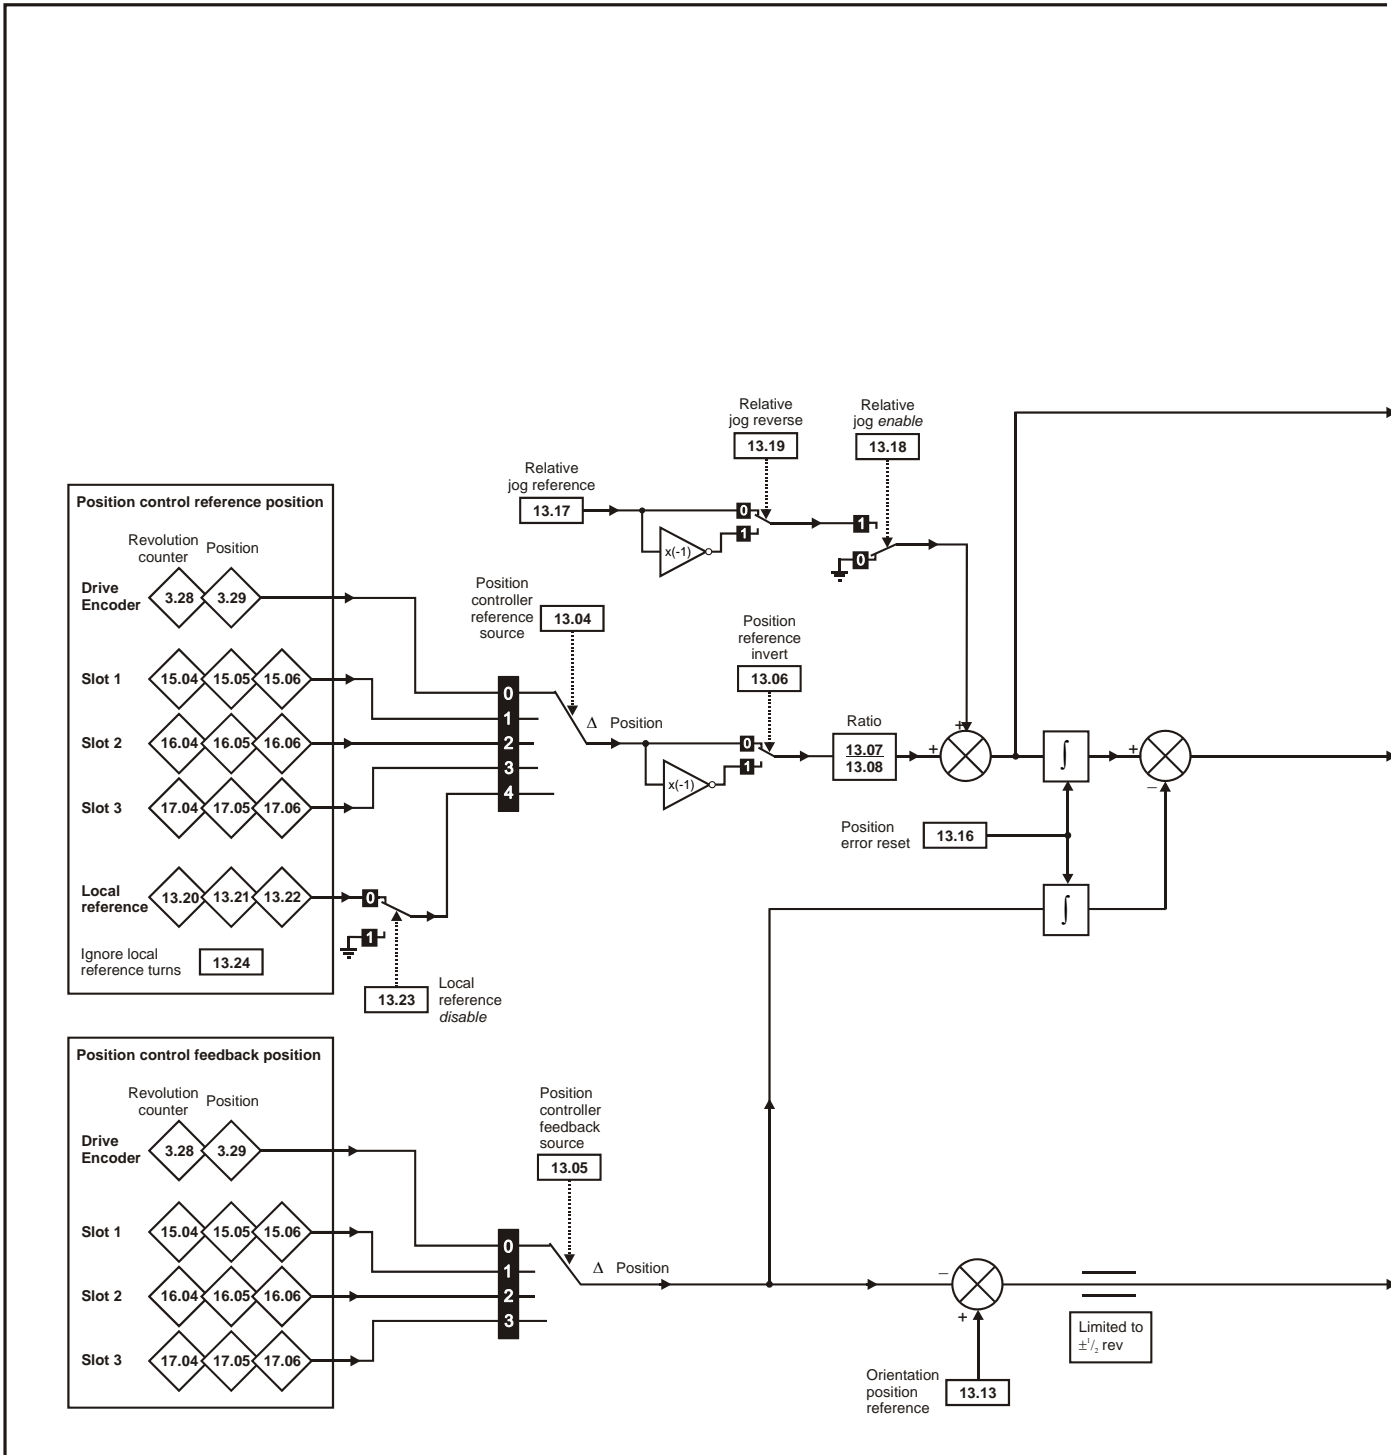 Relative
jog reverse
13.19
Relative
jog enable
13.18
Relative
jog reference
13.17
0
1
x(-1)
1
0
Position control reference position
Revolution
counter
Position
Drive
Encoder
3.28
3.29
Slot 1
15.04
15.05
15.06
Slot 2
16.04
16.05
16.06
Slot 3
17.04
17.05
17.06
Local
reference
13.20
13.21
13.22
Ignore local
reference turns
13.24
0
1
13.23
Local
reference
disable
Position
controller
reference
source
13.04
0
1
2
3
4
Δ Position
Position
reference
invert
13.06
0
1
x(-1)
Ratio
13.07
13.08
+
+
∫
+
−
Position
error reset
13.16
∫
Position control feedback position
Revolution
counter
Position
Drive
Encoder
3.28
3.29
Slot 1
15.04
15.05
15.06
Slot 2
16.04
16.05
16.06
Slot 3
17.04
17.05
17.06
Position
controller
feedback
source
13.05
0
1
2
3
Δ Position
−
+
Limited to
±1/2 rev
Orientation
position
reference
13.13